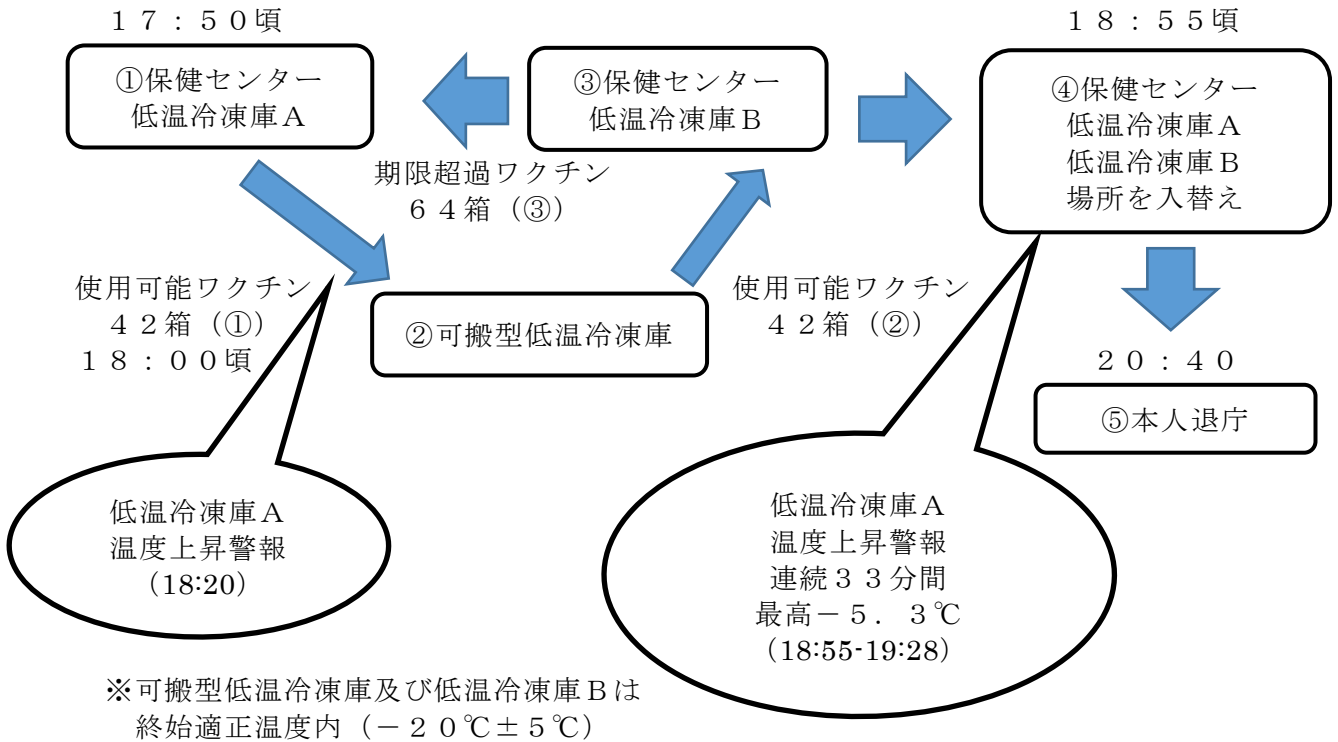 １７：５０頃
①保健センター
低温冷凍庫Ａ
③保健センター
低温冷凍庫Ｂ
１８：５５頃
④保健センター
低温冷凍庫Ａ
低温冷凍庫Ｂ
場所を入替え
期限超過ワクチン
６４箱（③）
使用可能ワクチン
４２箱（①）
１８：００頃
②可搬型低温冷凍庫
使用可能ワクチン
４２箱（②）
２０：４０
⑤本人退庁
低温冷凍庫Ａ
温度上昇警報
（18:20）
低温冷凍庫Ａ
温度上昇警報
連続３３分間
最高－５．３℃
（18:55-19:28）
※可搬型低温冷凍庫及び低温冷凍庫Ｂは
終始適正温度内（－２０℃±５℃）